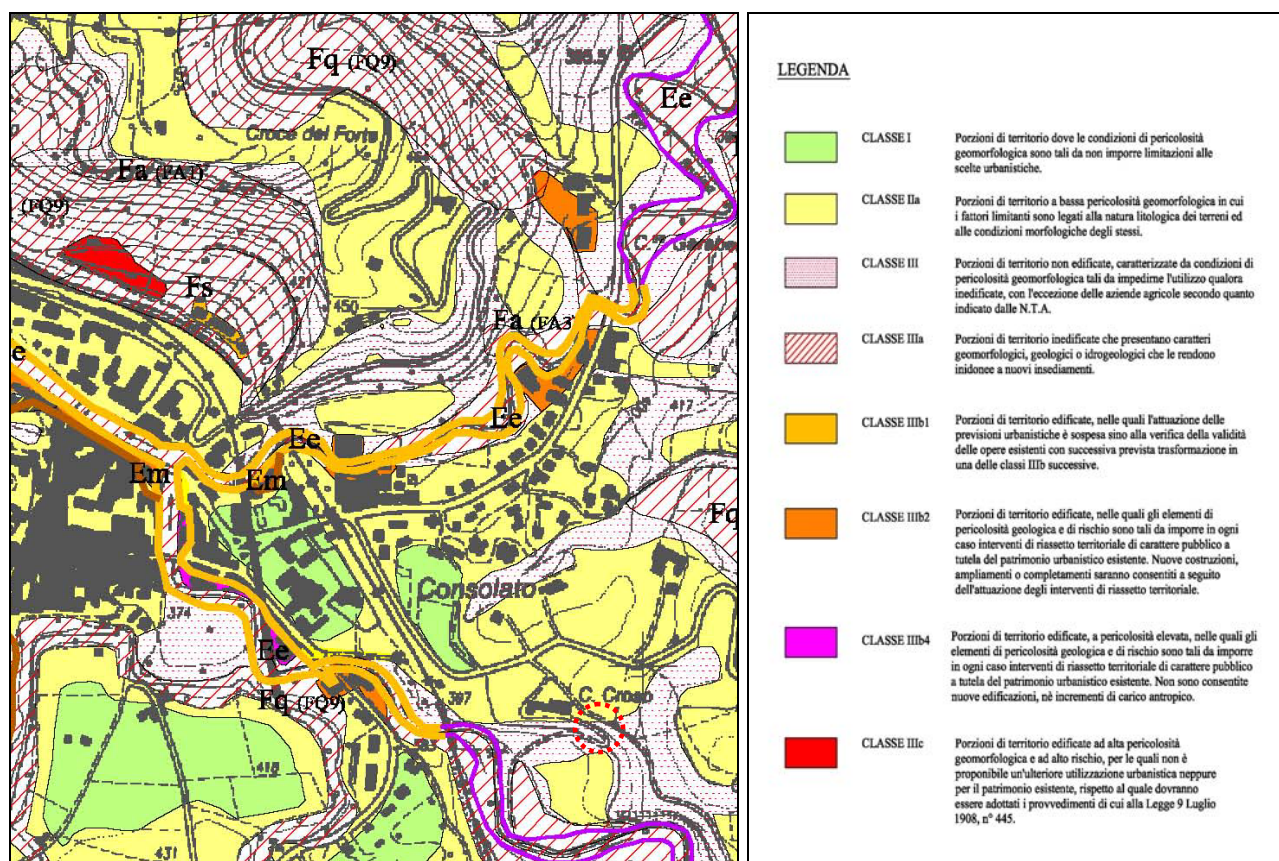 Fq (FQ9)
386.5
Ee
Croce del Forte
Fa (FA1)
(FQ9)
423
421
Fs
450
Fa (FA3
e
417
Ee
Ee
Em
Em
Fq
Consolato
374
Ee
Fq (FQ9)
397
C. Croso
418
431
LEGENDA
CLASSE I
Porzioni di territorio dove le condizioni di pericolosità
geomorfologica sono tali da non imporre limitazioni alle
scelte urbanistiche.
CLASSE IIa
Porzioni di territorio a bassa pericolosità geomorfologica in cui
i fattori limitanti sono legati alla natura litologica dei terreni ed
alle condizioni morfologiche degli stessi.
CLASSE III
Porzioni di territorio non edificate, caratterizzate da condizioni di
pericolosità geomorfologica tali da impedirne l'utilizzo qualora
inedificate, con l'eccezione delle aziende agricole secondo quanto
indicato dalle N.T.A.
CLASSE IIIa
Porzioni di territorio inedificate che presentano caratteri
geomorfologici, geologici o idrogeologici che le rendono
inidonee a nuovi insediamenti.
CLASSE IIIb1
Porzioni di territorio edificate, nelle quali l'attuazione delle
previsioni urbanistiche è sospesa sino alla verifica della validità
delle opere esistenti con successiva prevista trasformazione in
una delle classi IIIb successive.
CLASSE IIIb2
Porzioni di territorio edificate, nelle quali gli elementi di
pericolosità geologica e di rischio sono tali da imporre in ogni
caso interventi di riassetto territoriale di carattere pubblico a
tutela del patrimonio urbanistico esistente. Nuove costruzioni,
ampliamenti o completamenti saranno consentiti a seguito
dell'attuazione degli interventi di riassetto territoriale.
CLASSE IIIb4
Porzioni di territorio edificate, a pericolosità elevata, nelle quali gli
elementi di pericolosità geologica e di rischio sono tali da imporre
in ogni caso interventi di riassetto territoriale di carattere pubblico
a tutela del patrimonio urbanistico esistente. Non sono consentite
nuove edificazioni, nè incrementi di carico antropico.
CLASSE IIIc
Porzioni di territorio edificate ad alta pericolosità
geomorfologica e ad alto rischio, per le quali non è
proponibile un'ulteriore utilizzazione urbanistica neppure
per il patrimonio esistente, rispetto al quale dovranno
essere adottati i provvedimenti di cui alla Legge 9 Luglio
1908, n° 445.